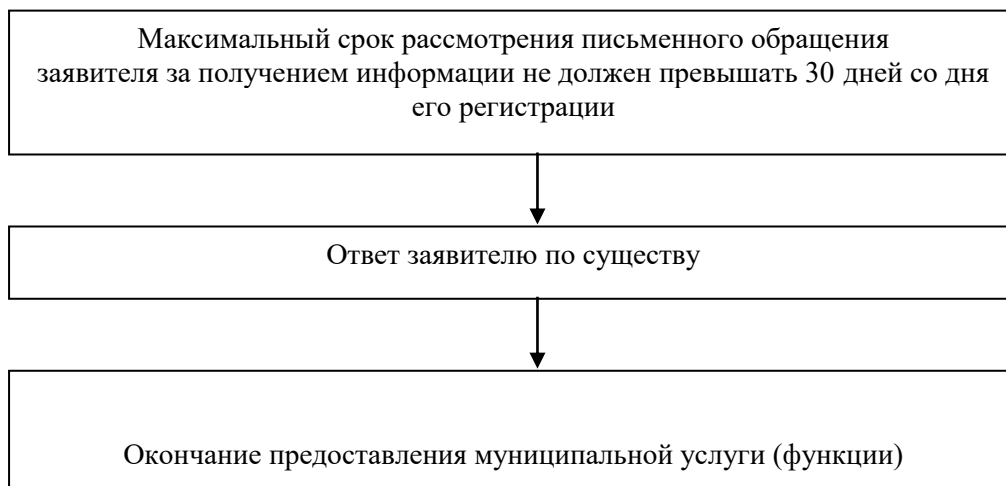 Максимальный срок рассмотрения письменного обращения
заявителя за получением информации не должен превышать 30 дней со дня
его регистрации
Ответ заявителю по существу
Окончание предоставления муниципальной услуги (функции)